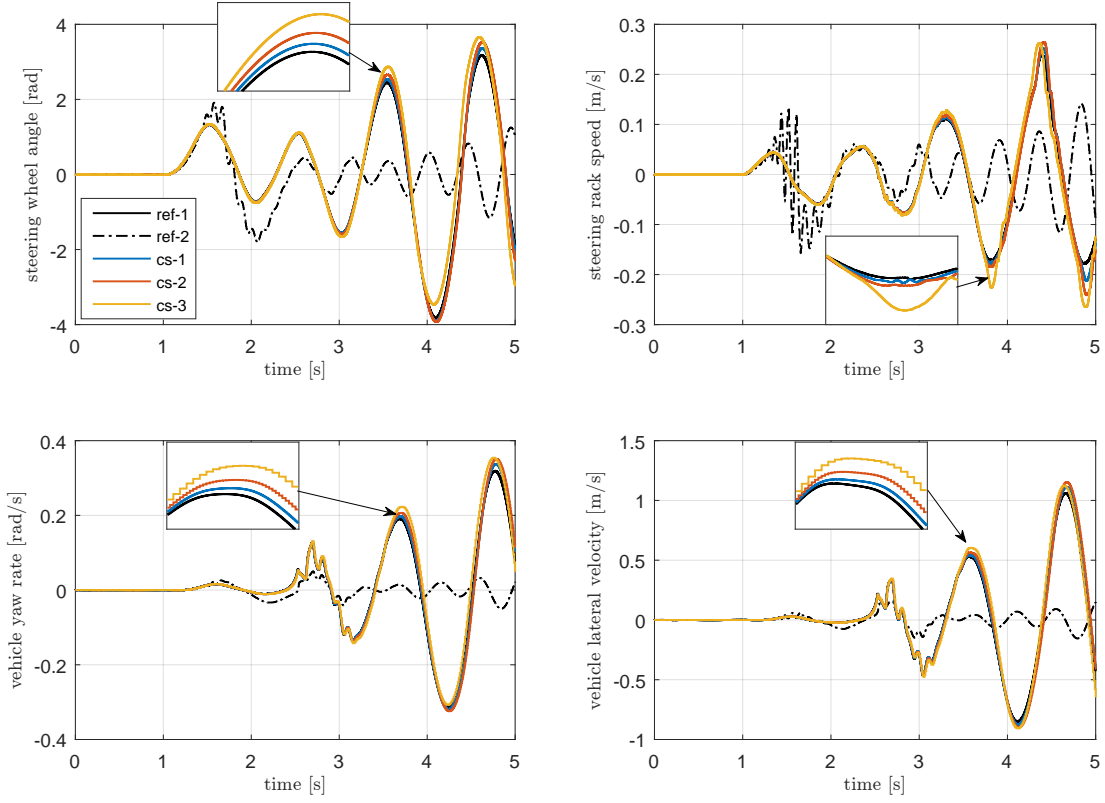 steering wheel angle [rad]
4
2
0
-2
-4
ref-1
ref-2
cs-1
cs-2
cs-3
0 1 2 3 4 5
time [s]
steering rack speed [m/s]
0.3
0.2
0.1
0
-0.1
-0.2
-0.3
0 1 2 3 4 5
time [s]
vehicle yaw rate [rad/s]
0.4
0.2
0
-0.2
-0.4
0 1 2 3 4 5
time [s]
vehicle lateral velocity [m/s]
1.5
1
0.5
0
-0.5
-1
0 1 2 3 4 5
time [s]